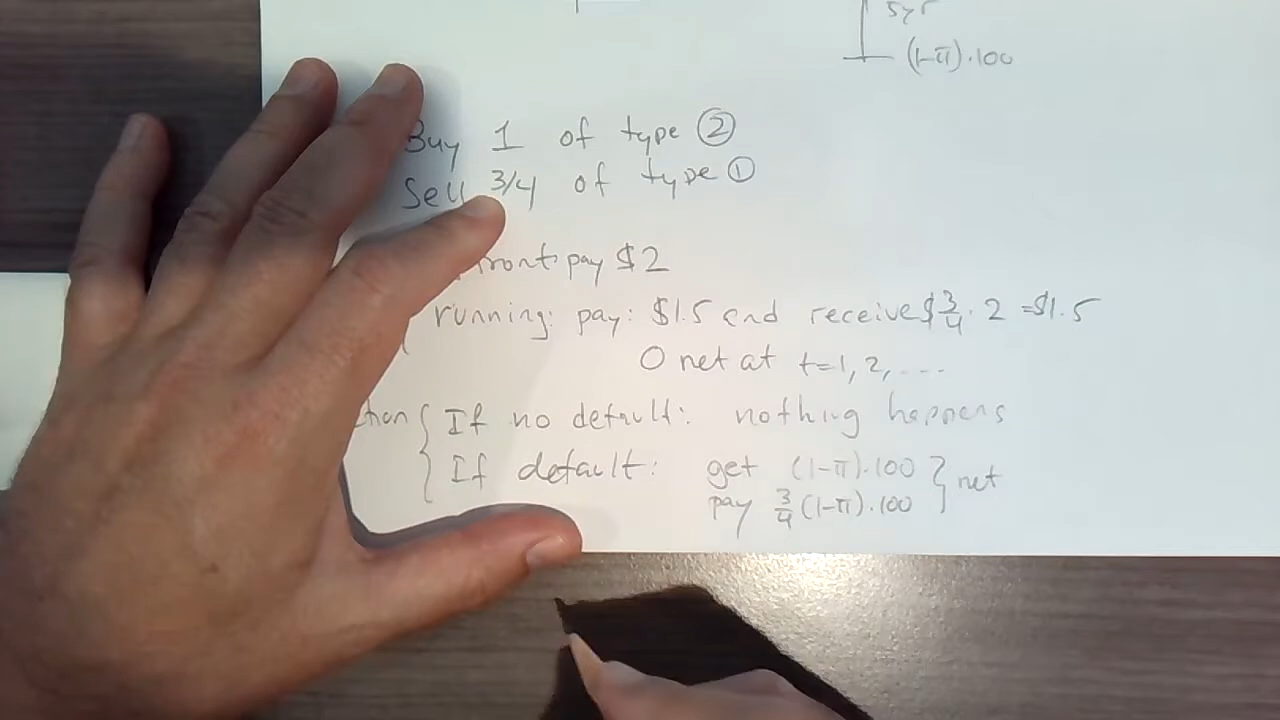 5yr
(1-π).100
Buy 1 of type ②
Sell 3/4 of type ①
pay $2
running: pay: $1.5 and receive $3/4 · 2 = $1.5
0 net at t=1, 2, ....
If no default: nothing happens
If default: get (1-π).100 } net
pay 3/4 (1-π).100